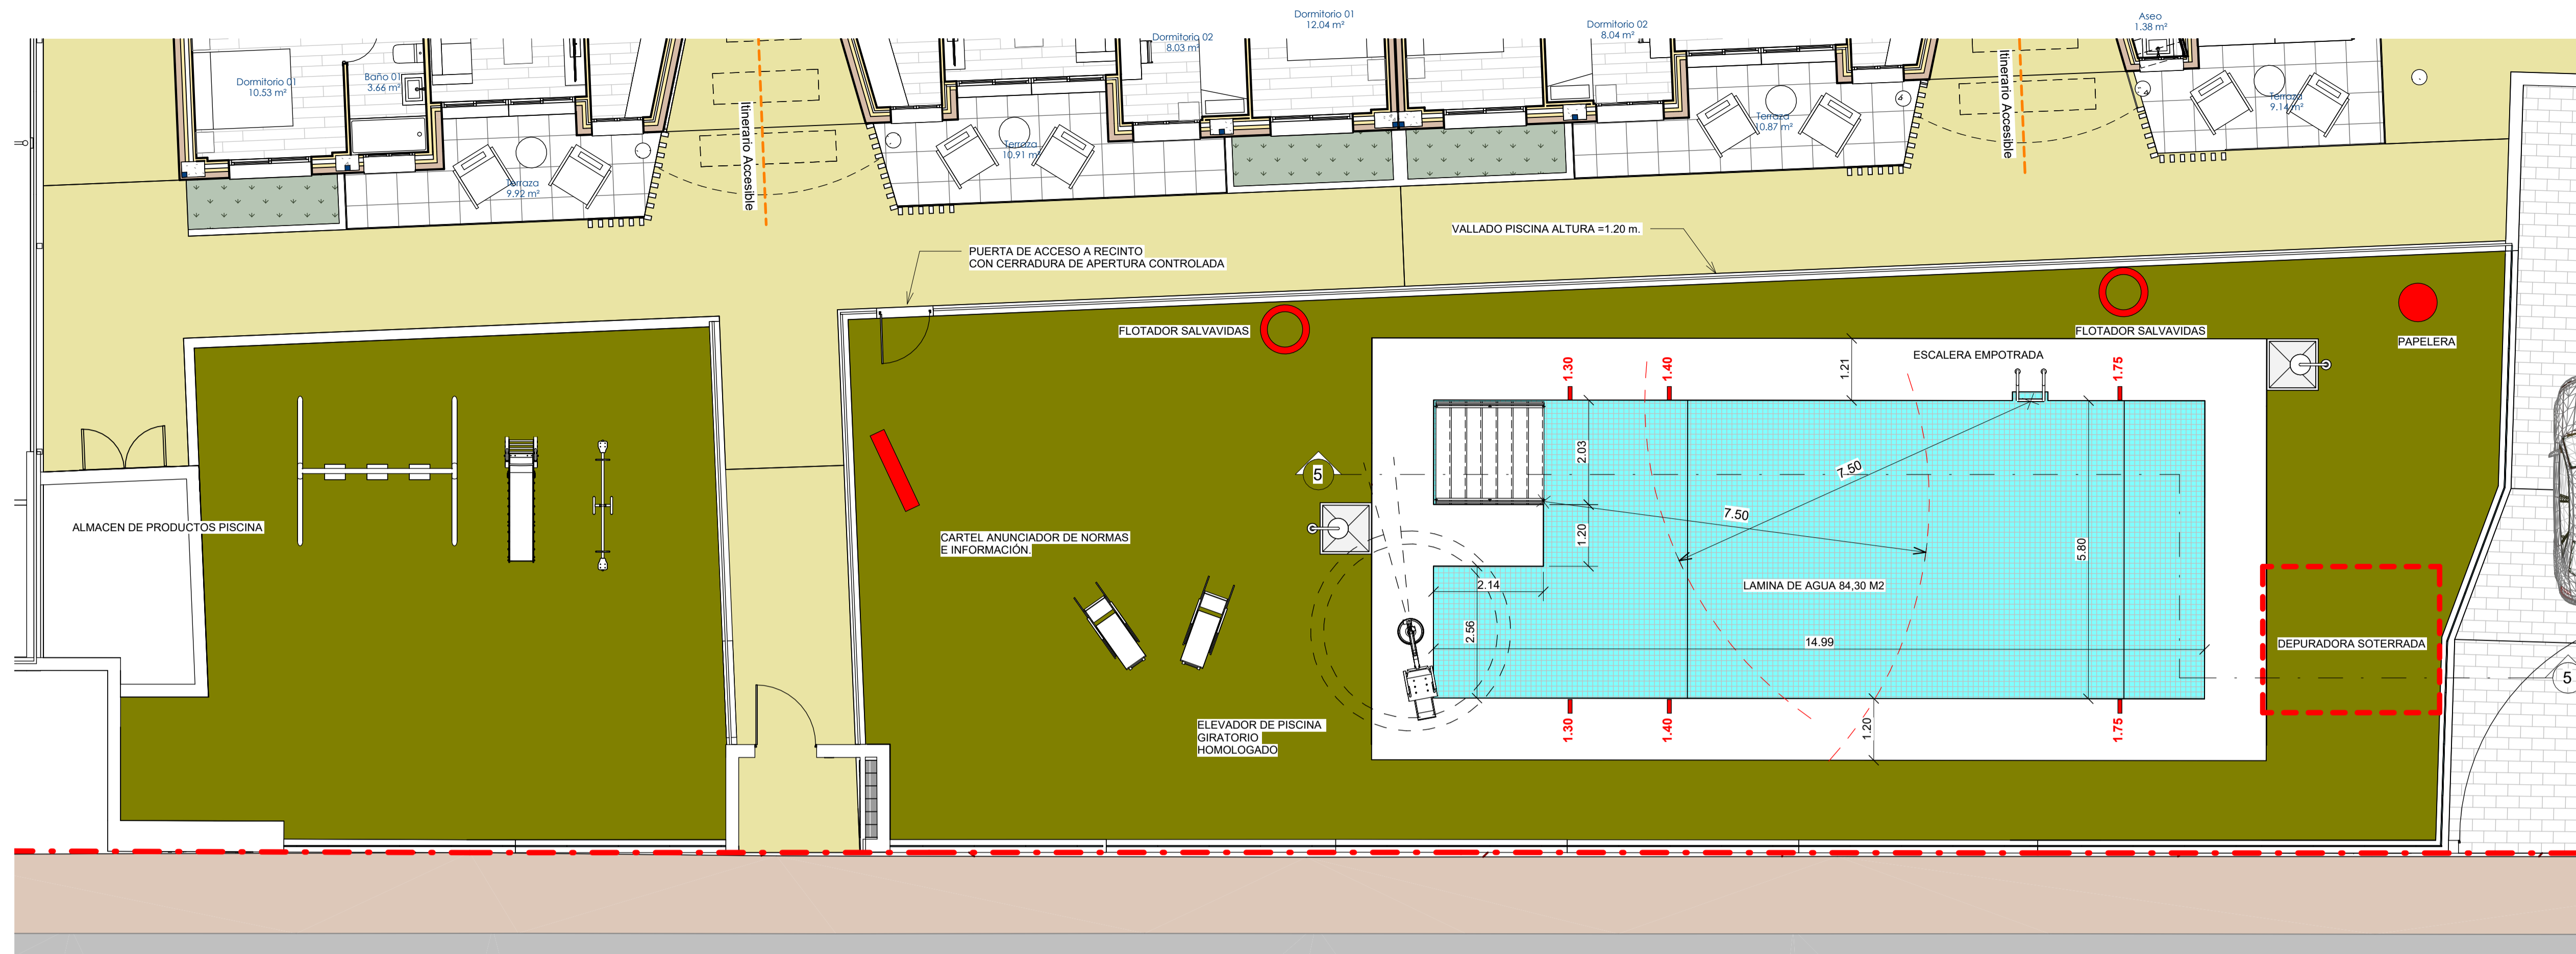 Dormitorio 01
12.04 m²
Aseo
1.38 m²
Dormitorio 02
8.04 m²
Dormitorio 02
8.03 m²
Dormitorio 01
10.53 m²
Baño 01
3.66 m²
Terraza
9.92 m²
Itinerario Accesible
Terraza
10.91 m²
Terraza
10.87 m²
Itinerario Accesible
Terraza
9.14 m²
VALLADO PISCINA ALTURA =1.20 m.
PUERTA DE ACCESO A RECINTO
CON CERRADURA DE APERTURA CONTROLADA
FLOTADOR SALVAVIDAS
FLOTADOR SALVAVIDAS
PAPELERA
ESCALERA EMPOTRADA
1.30
1.40
1.21
1.75
2.03
7.50
5
7.50
1.20
5.80
ALMACEN DE PRODUCTOS PISCINA
CARTEL ANUNCIADOR DE NORMAS
E INFORMACIÓN.
2.14
LAMINA DE AGUA 84,30 M2
2.56
14.99
DEPURADORA SOTERRADA
5
ELEVADOR DE PISCINA
GIRATORIO
HOMOLOGADO
1.30
1.40
1.20
1.75